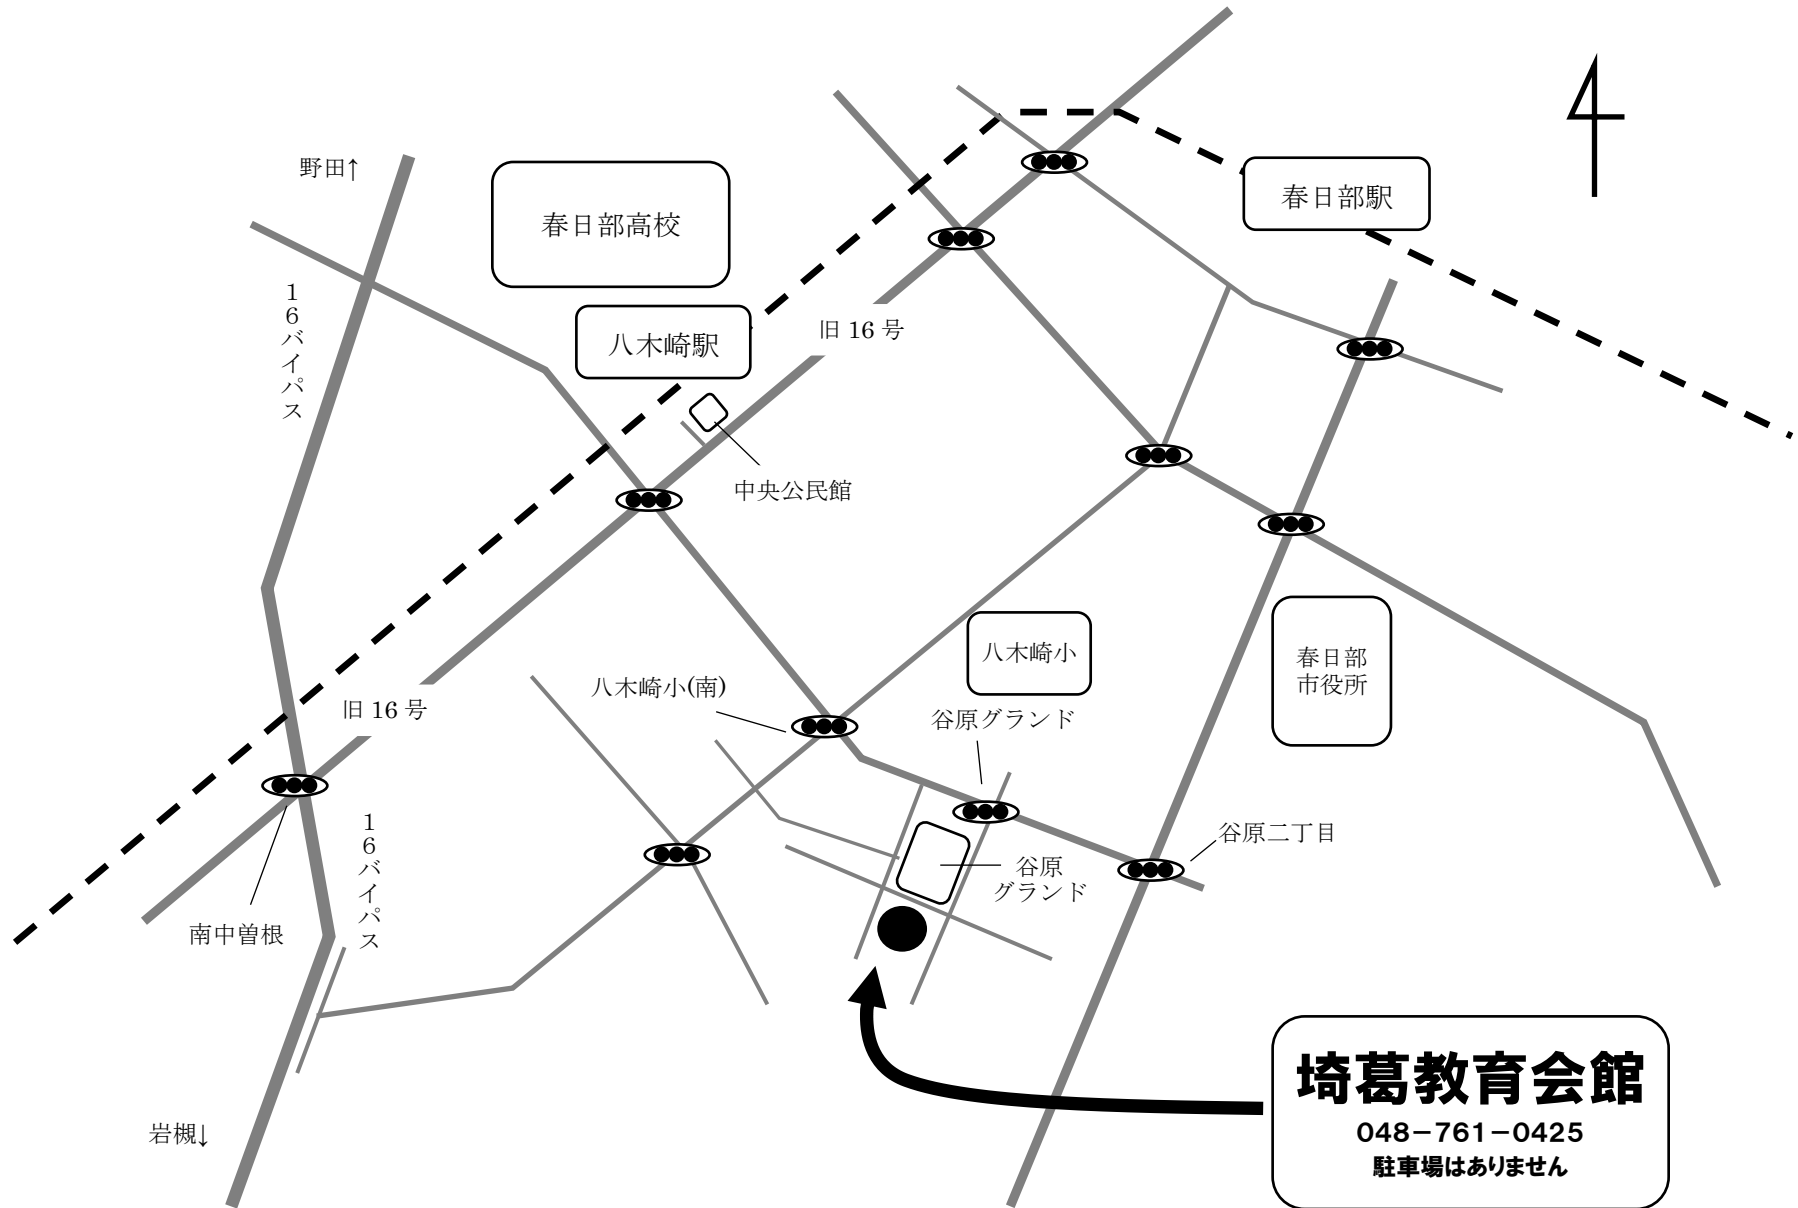 野田↑
春日部高校
春日部駅
16バイパス
八木崎駅
旧 16 号
中央公民館
八木崎小
春日部
市役所
八木崎小(南)
旧 16 号
谷原グランド
16バイパス
谷原二丁目
谷原
グランド
南中曽根
岩槻↓
埼葛教育会館
048−761−0425
駐車場はありません